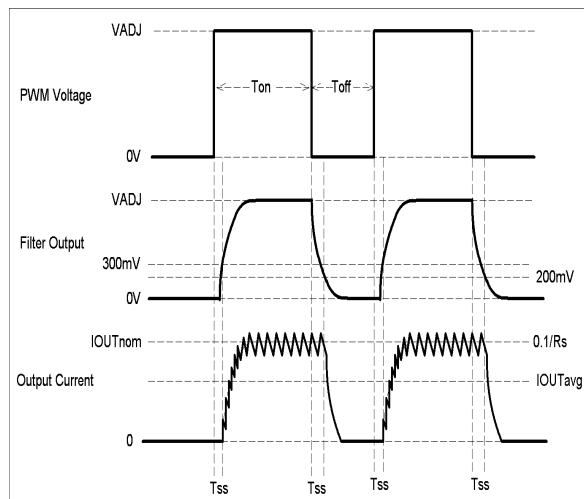 VADJ
Ton
Toff
PWM Voltage
0V
VADJ
Filter Output
300mV
200mV
0V
IOUTnom
0.1/Rs
Output Current
IOUTavg
0
Tss
Tss
Tss
Tss